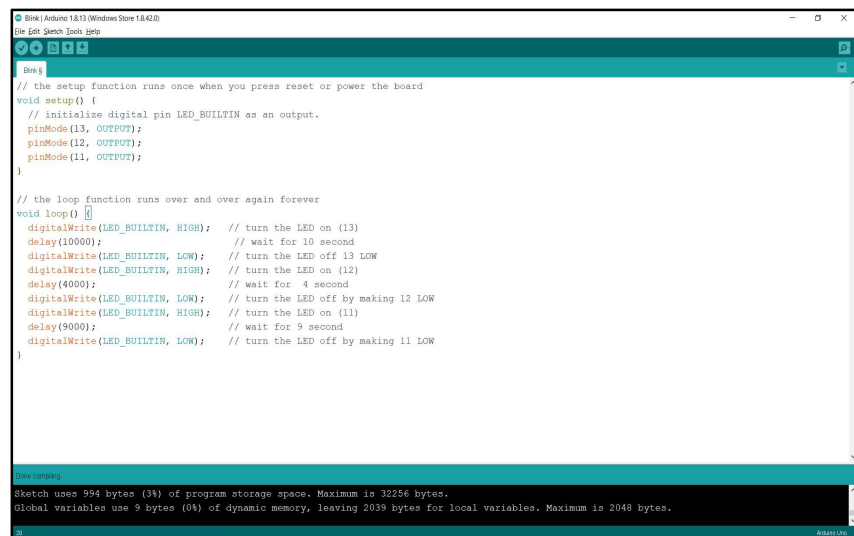 Blink | Arduino 1.8.13 (Windows Store 1.8.42.0)
File Edit Sketch Tools Help
Blink §
// the setup function runs once when you press reset or power the board
void setup() {
  // initialize digital pin LED_BUILTIN as an output.
  pinMode(13, OUTPUT);
  pinMode(12, OUTPUT);
  pinMode(11, OUTPUT);
}
// the loop function runs over and over again forever
void loop() {
  digitalWrite(LED_BUILTIN, HIGH);   // turn the LED on (13)
  delay(10000);                       // wait for 10 second
  digitalWrite(LED_BUILTIN, LOW);    // turn the LED off 13 LOW
  digitalWrite(LED_BUILTIN, HIGH);   // turn the LED on (12)
  delay(4000);                       // wait for  4 second
  digitalWrite(LED_BUILTIN, LOW);    // turn the LED off by making 12 LOW
  digitalWrite(LED_BUILTIN, HIGH);   // turn the LED on (11)
  delay(9000);                       // wait for 9 second
  digitalWrite(LED_BUILTIN, LOW);    // turn the LED off by making 11 LOW
}
Done compiling.
Sketch uses 994 bytes (3%) of program storage space. Maximum is 32256 bytes.
Global variables use 9 bytes (0%) of dynamic memory, leaving 2039 bytes for local variables. Maximum is 2048 bytes.
20 Arduino Uno